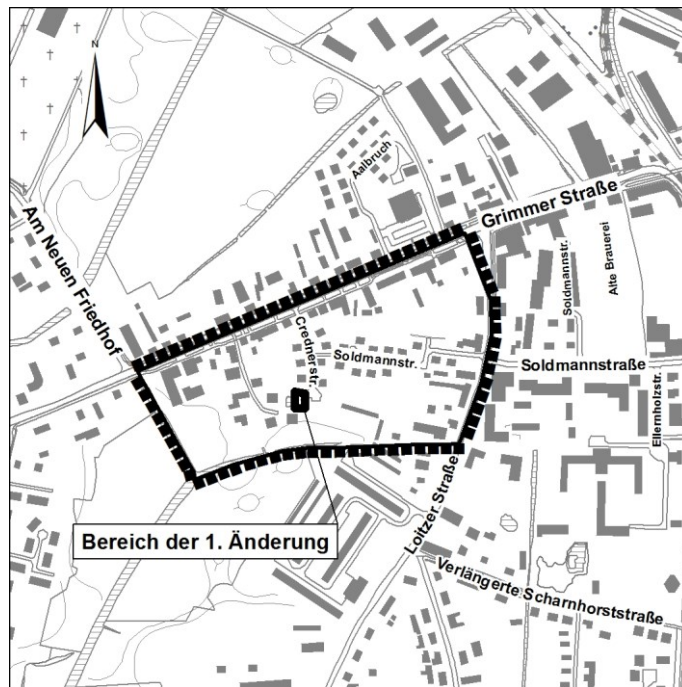 N
Aalbruch
Grimmer Straße
Am Neuen Friedhof
Soldmannstr.
Alte Brauerei
Crednerstr.
Soldmannstr.
Soldmannstraße
Ellernholzstr.
Loitzer Straße
Bereich der 1. Änderung
Verlängerte Scharnhorststraße